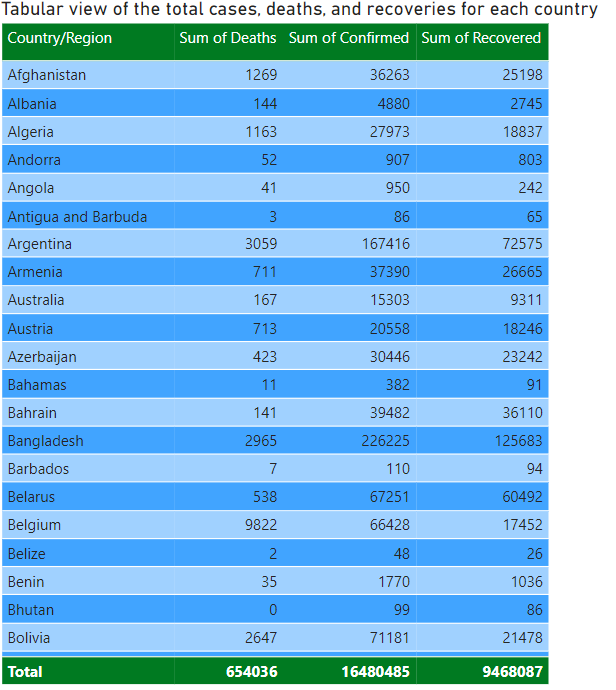 Tabular view of the total cases, deaths, and recoveries for each country
Country/Region Sum of Deaths Sum of Confirmed Sum of Recovered
Afghanistan 1269 36263 25198
Albania 144 4880 2745
Algeria 1163 27973 18837
Andorra 52 907 803
Angola 41 950 242
Antigua and Barbuda 3 86 65
Argentina 3059 167416 72575
Armenia 711 37390 26665
Australia 167 15303 9311
Austria 713 20558 18246
Azerbaijan 423 30446 23242
Bahamas 11 382 91
Bahrain 141 39482 36110
Bangladesh 2965 226225 125683
Barbados 7 110 94
Belarus 538 67251 60492
Belgium 9822 66428 17452
Belize 2 48 26
Benin 35 1770 1036
Bhutan 0 99 86
Bolivia 2647 71181 21478
Total 654036 16480485 9468087